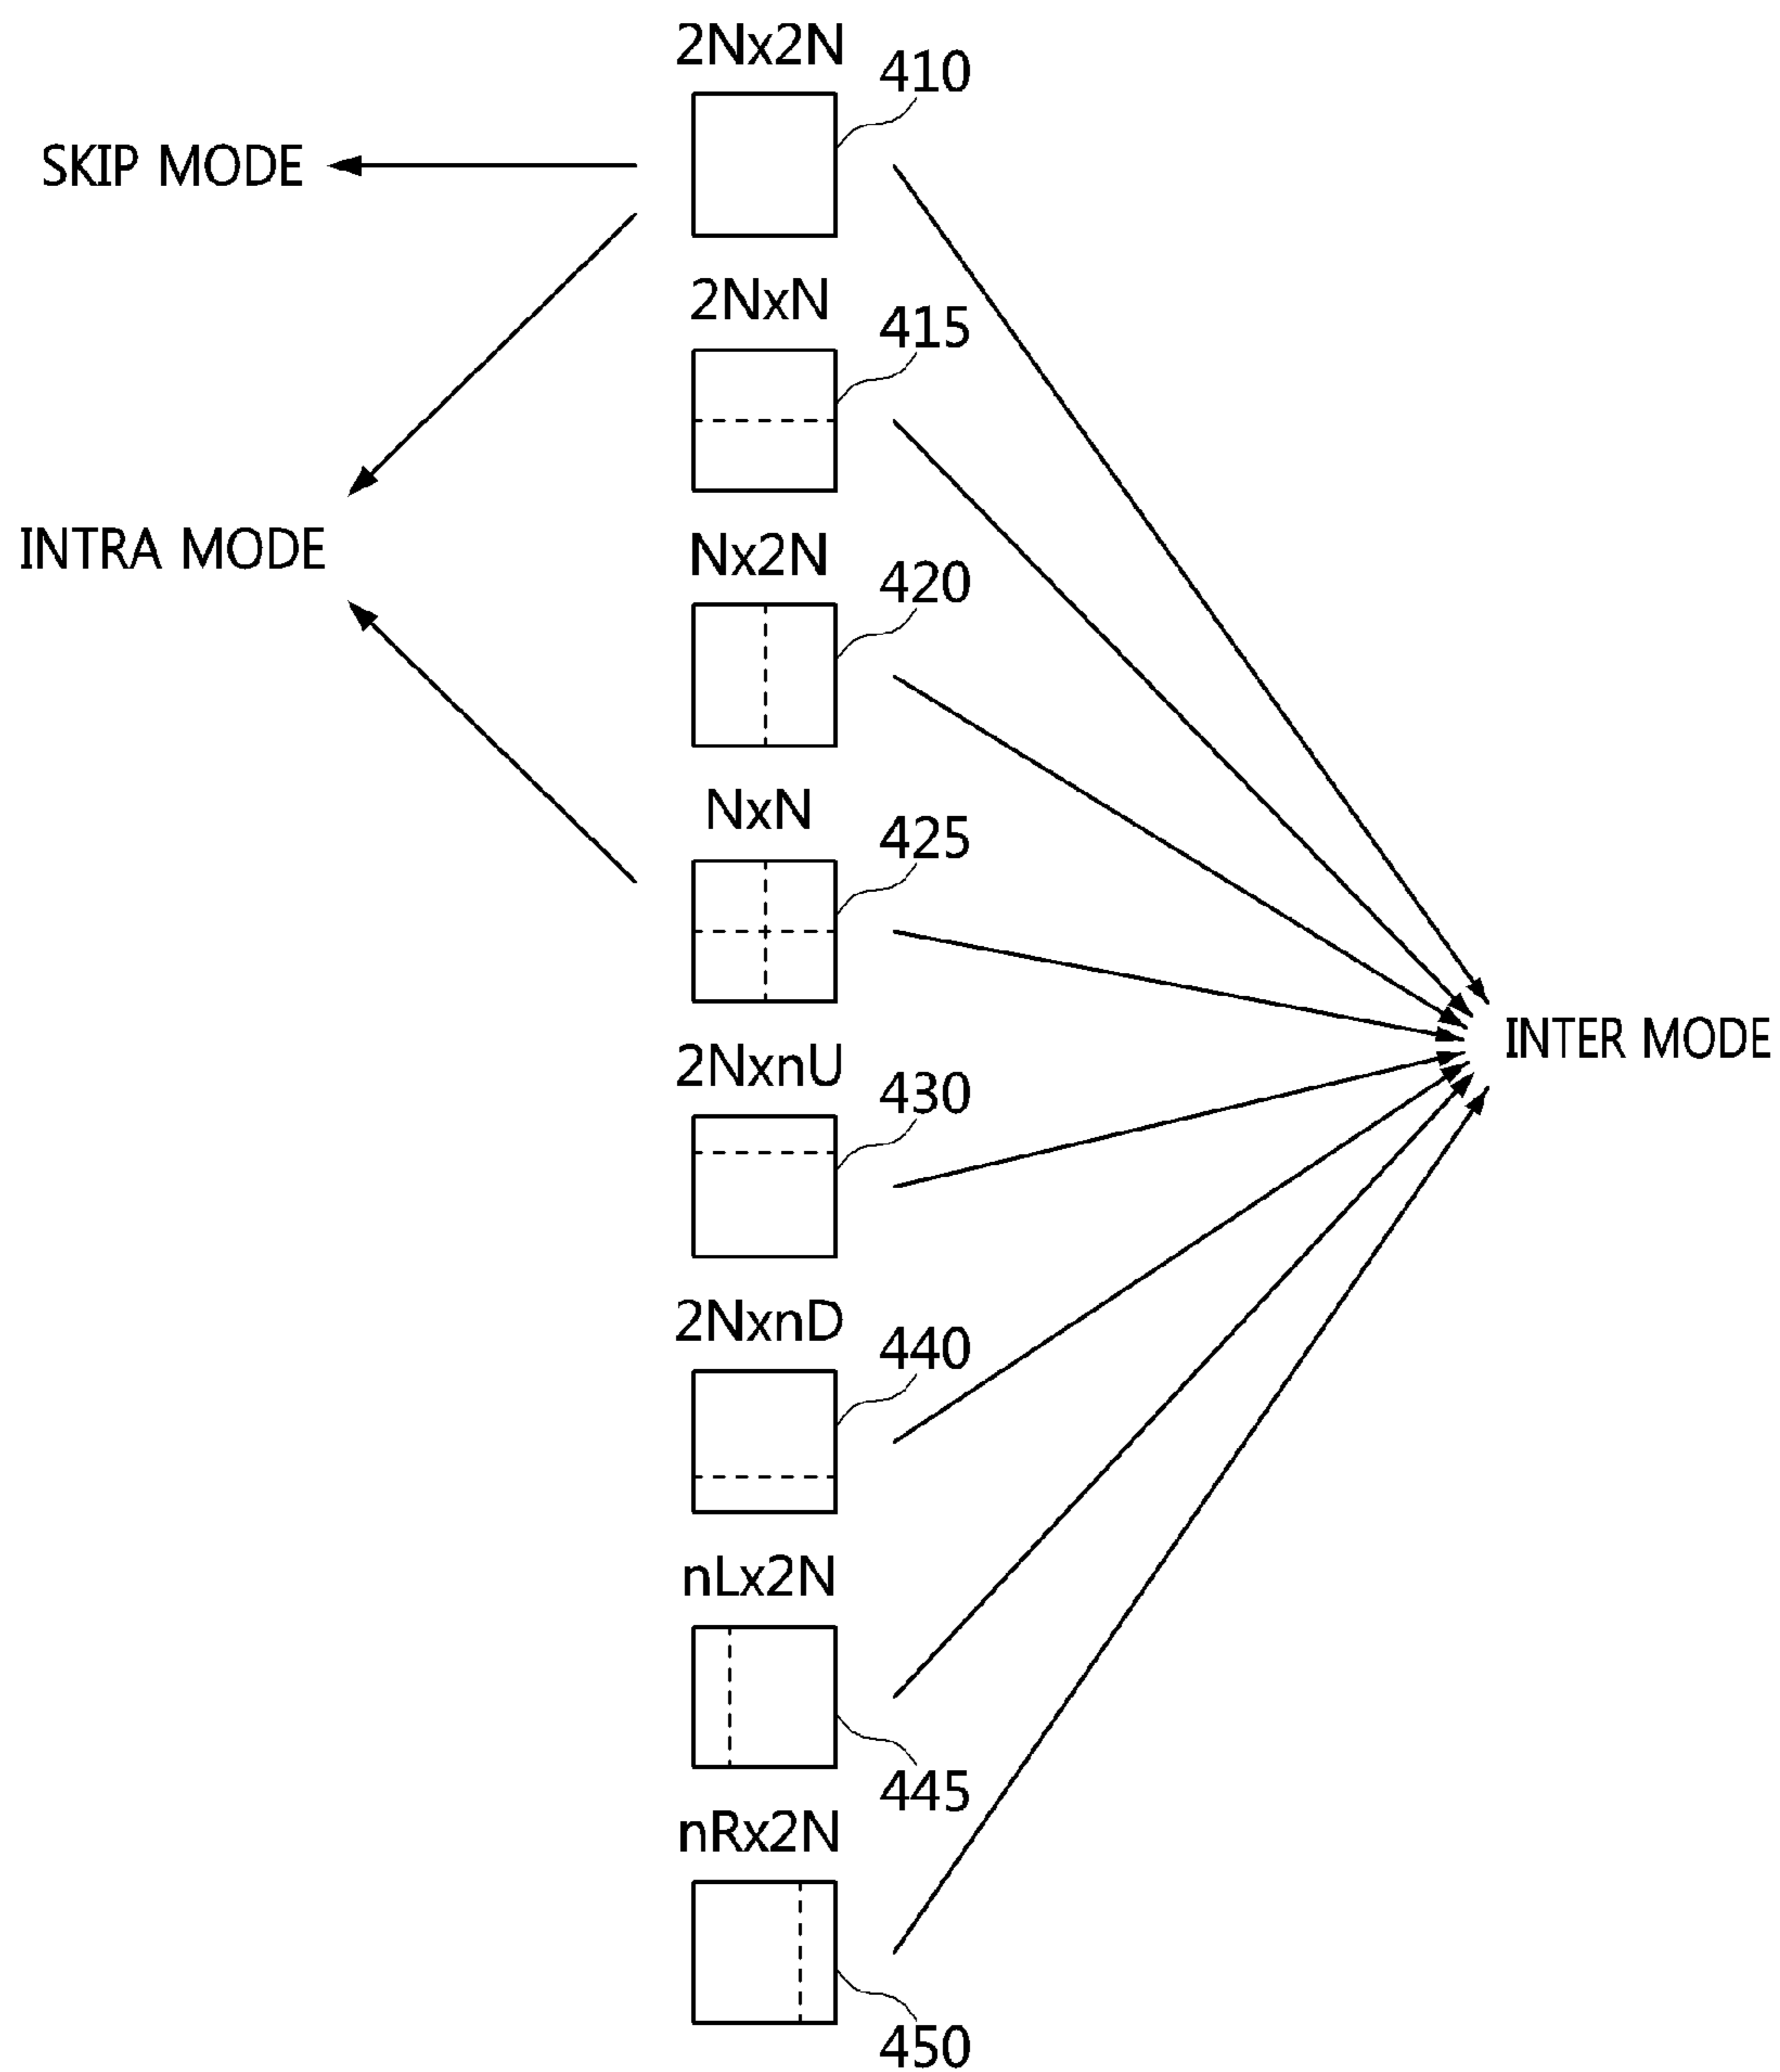 2Nx2N
410
SKIP MODE
2NxN
415
INTRA MODE
Nx2N
420
NxN
425
INTER MODE
2NxnU
430
2NxnD
440
nLx2N
445
nRx2N
450